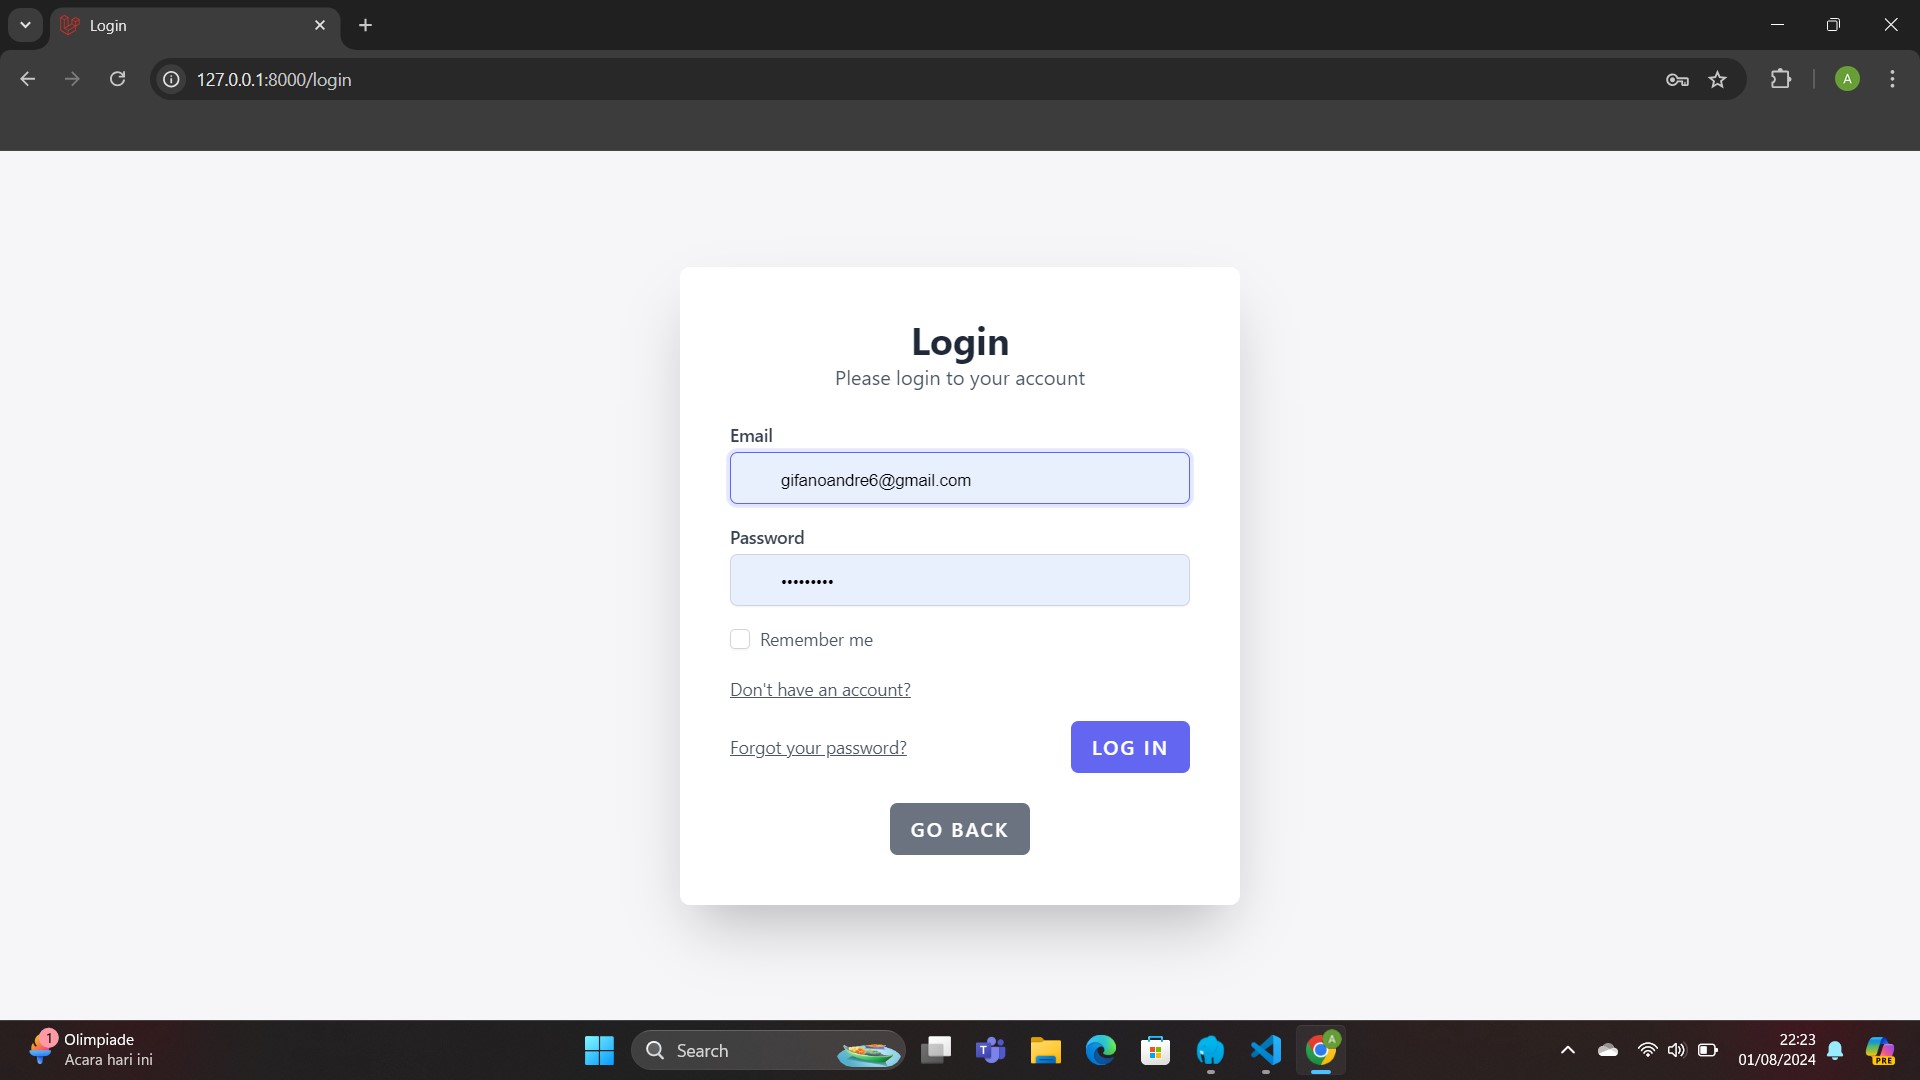 Login
127.0.0.1:8000/login
A
Login
Please login to your account
Email
gifanoandre6@gmail.com
Password
•••••••••
Remember me
Don't have an account?
Forgot your password?
LOG IN
GO BACK
1
Olimpiade
Acara hari ini
Search
T
A
22:23
01/08/2024
PRE